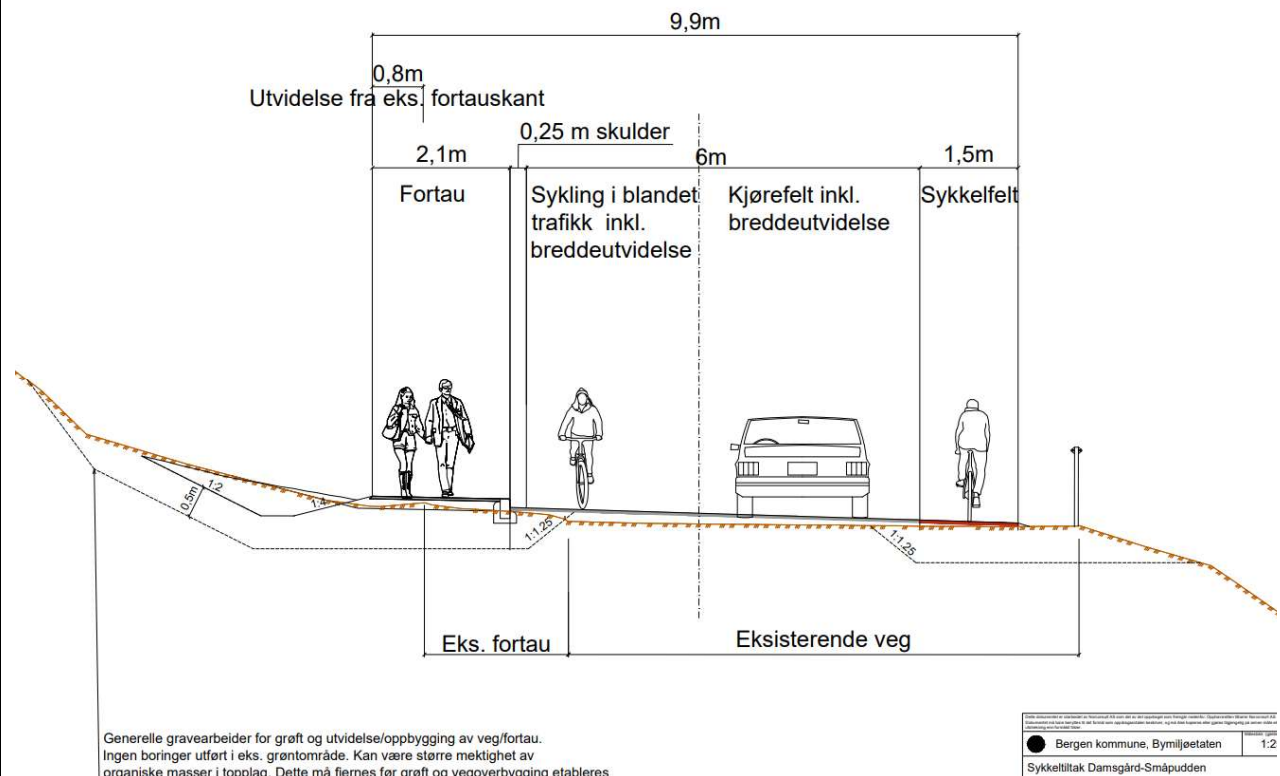 9,9m
0,8m
Utvidelse fra eks. fortauskant
0,25 m skulder
2,1m
6m
1,5m
Fortau
Sykling i blandet
trafikk inkl.
breddeutvidelse
Kjørefelt inkl.
breddeutvidelse
Sykkelfelt
1:2
0,5m
1:4
1:1.25
1:1.25
Eks. fortau
Eksisterende veg
Generelle gravearbeider for grøft og utvidelse/oppbygging av veg/fortau.
Ingen boringer utført i eks. grøntområde. Kan være større mektighet av
organiske masser i topplag. Dette må fjernes før grøft og vegoverbygging etableres
Bergen kommune, Bymiljøetaten
Sykkeltiltak Damsgård-Småpudden